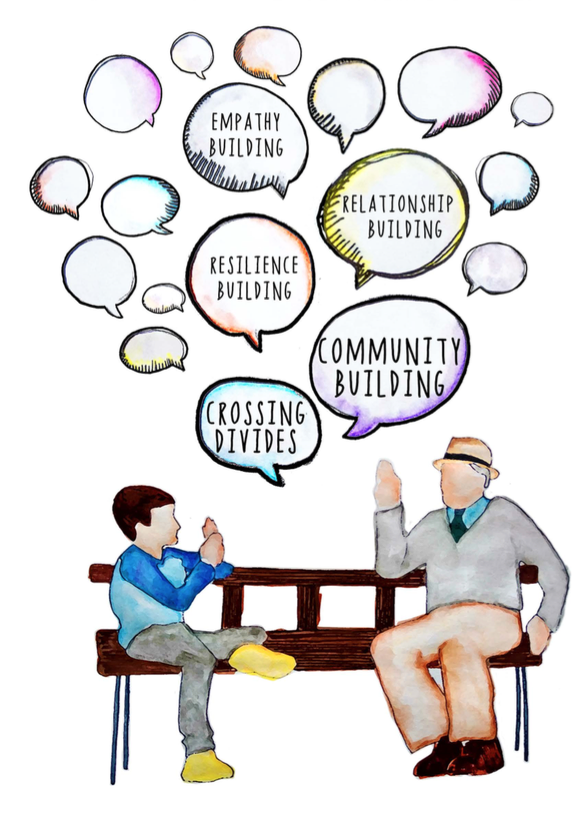 EMPATHY
BUILDING
RELATIONSHIP
BUILDING
RESILIENCE
BUILDING
COMMUNITY
BUILDING
CROSSING
DIVIDES